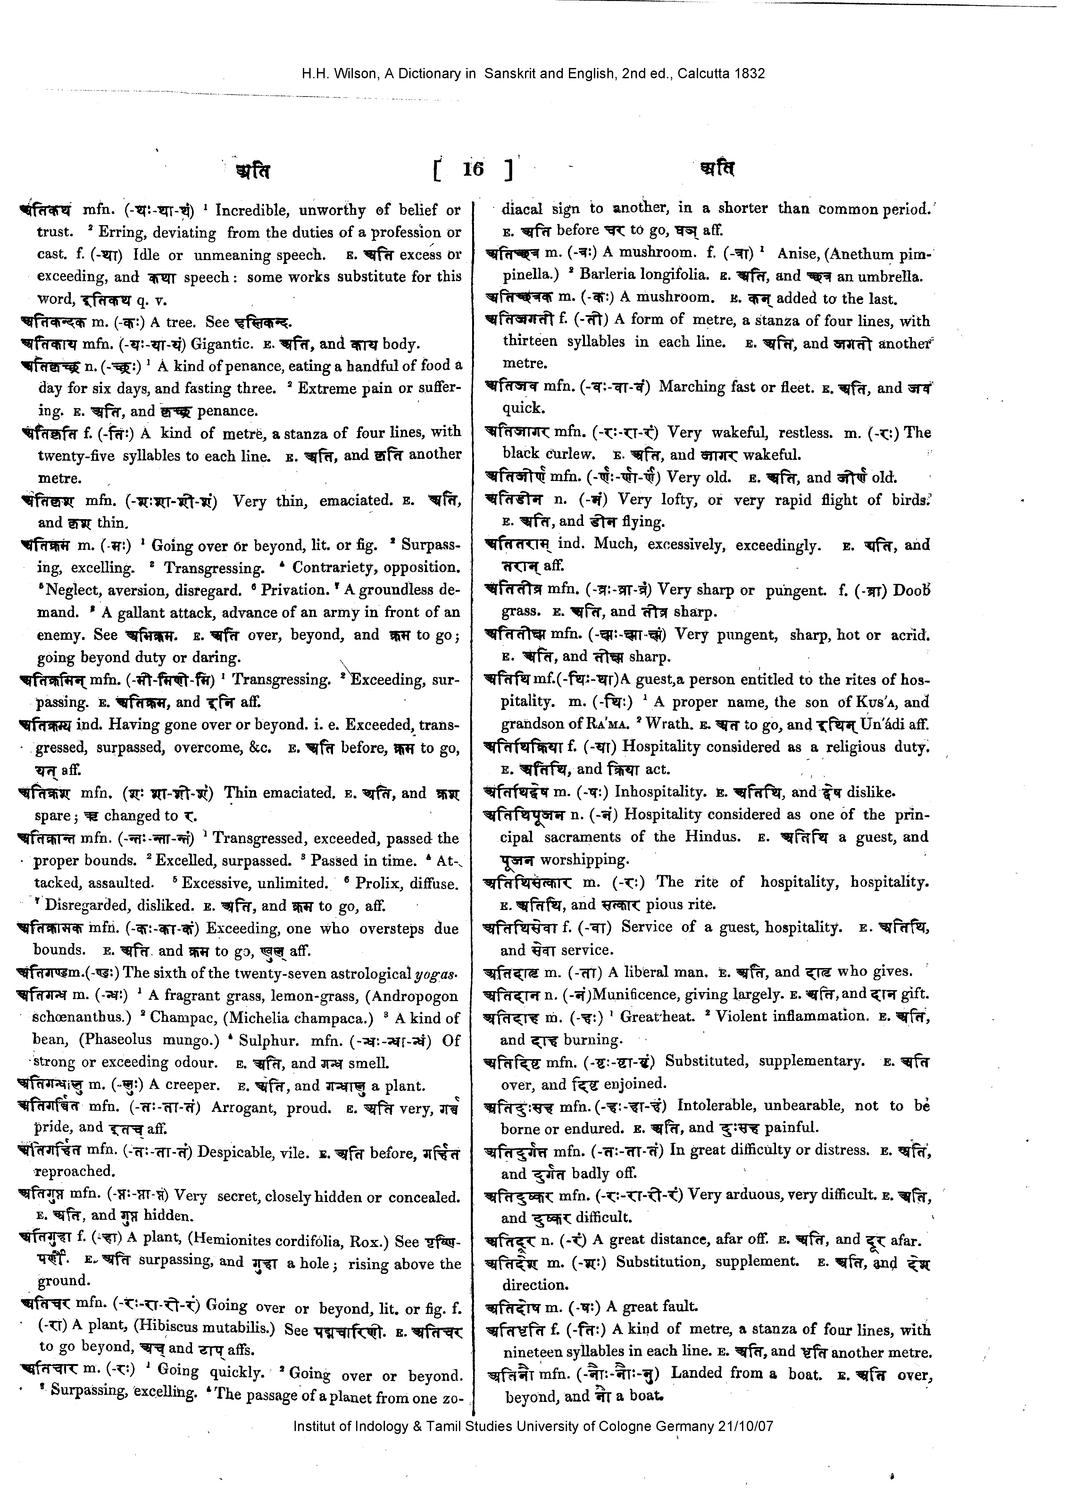 H.H. Wilson, A Dictionary in Sanskrit and English, 2nd ed., Calcutta 1832
अति [ 16 ] अति
अतिकथ mfn. (-थः-था-थं) ¹ Incredible, unworthy of belief or
trust. ² Erring, deviating from the duties of a profession or
cast. f. (-था) Idle or unmeaning speech. E. अति excess or
exceeding, and कथा speech: some works substitute for this
word, इतिकथ q. v.
अतिकन्दक m. (-कः) A tree. See हस्तिकन्द.
अतिकाय mfn. (-यः-या-यं) Gigantic. E. अति, and काय body.
अतिकृच्छ्र n. (-च्छ्रः) ¹ A kind of penance, eating a handful of food a
day for six days, and fasting three. ² Extreme pain or suffer-
ing. E. अति, and कृच्छ्र penance.
अतिकृति f. (-तिः) A kind of metre, a stanza of four lines, with
twenty-five syllables to each line. E. अति, and कृति another
metre.
अतिकृश mfn. (-शः-शा-शी-शं) Very thin, emaciated. E. अति,
and कृश thin.
अतिक्रम m. (-मः) ¹ Going over or beyond, lit. or fig. ² Surpass-
ing, excelling. ³ Transgressing. ⁴ Contrariety, opposition.
⁵ Neglect, aversion, disregard. ⁶ Privation. ⁷ A groundless de-
mand. ⁸ A gallant attack, advance of an army in front of an
enemy. See अभिक्रम. E. अति over, beyond, and क्रम to go;
going beyond duty or daring.
अतिक्रमिन् mfn. (-मी-मिणी-मि) ¹ Transgressing. ² Exceeding, sur-
passing. E. अतिक्रम, and इनि aff.
अतिक्रम्य ind. Having gone over or beyond. i. e. Exceeded, trans-
gressed, surpassed, overcome, &c. E. अति before, क्रम to go,
यत् aff.
अतिक्रश mfn. (शः शा-शी-शं) Thin emaciated. E. अति, and क्रश
spare; ऋ changed to र.
अतिक्रान्त mfn. (-न्तः-न्ता-न्तं) ¹ Transgressed, exceeded, passed the
proper bounds. ² Excelled, surpassed. ³ Passed in time. ⁴ At-
tacked, assaulted. ⁵ Excessive, unlimited. ⁶ Prolix, diffuse.
⁷ Disregarded, disliked. E. अति, and क्रम to go, aff.
अतिक्रामक mfn. (-कः-का-कं) Exceeding, one who oversteps due
bounds. E. अति and क्रम to go, ण्वुल् aff.
अतिगण्ड m. (-ण्डः) The sixth of the twenty-seven astrological yogas.
अतिगन्ध m. (-न्धः) ¹ A fragrant grass, lemon-grass, (Andropogon
schœnanthus.) ² Champac, (Michelia champaca.) ³ A kind of
bean, (Phaseolus mungo.) ⁴ Sulphur. mfn. (-न्धः-न्धा-न्धं) Of
strong or exceeding odour. E. अति, and गन्ध smell.
अतिगन्धालु m. (-लुः) A creeper. E. अति, and गन्धालु a plant.
अतिगर्वित mfn. (-तः-ता-तं) Arrogant, proud. E. अति very, गर्व
pride, and इतच् aff.
अतिगर्हित mfn. (-तः-ता-तं) Despicable, vile. E. अति before, गर्हित
reproached.
अतिगुप्त mfn. (-प्तः-प्ता-प्तं) Very secret, closely hidden or concealed.
E. अति, and गुप्त hidden.
अतिगुहा f. (-हा) A plant, (Hemionites cordifolia, Rox.) See पृष्णि-
पर्णी. E. अति surpassing, and गुहा a hole; rising above the
ground.
अतिचर mfn. (-रः-रा-री-रं) Going over or beyond, lit. or fig. f.
(-रा) A plant, (Hibiscus mutabilis.) See पद्मचारिणी. E. अतिचर
to go beyond, अच् and टाप् affs.
अतिचार m. (-रः) ¹ Going quickly. ² Going over or beyond.
³ Surpassing, excelling. ⁴ The passage of a planet from one zo-
diacal sign to another, in a shorter than common period.
E. अति before चर to go, घञ् aff.
अतिच्छत्र m. (-त्रः) A mushroom. f. (-त्रा) ¹ Anise, (Anethum pim-
pinella.) ² Barleria longifolia. E. अति, and छत्र an umbrella.
अतिच्छत्रक m. (-कः) A mushroom. E. कन् added to the last.
अतिजगती f. (-ती) A form of metre, a stanza of four lines, with
thirteen syllables in each line. E. अति, and जगती another
metre.
अतिजव mfn. (-वः-वा-वं) Marching fast or fleet. E. अति, and जव
quick.
अतिजागर mfn. (-रः-रा-रं) Very wakeful, restless. m. (-रः) The
black curlew. E. अति, and जागर wakeful.
अतिजीर्ण mfn. (-र्णः-र्णा-र्णं) Very old. E. अति, and जीर्ण old.
अतिडीन n. (-नं) Very lofty, or very rapid flight of birds.
E. अति, and डीन flying.
अतितराम् ind. Much, excessively, exceedingly. E. अति, and
तराम् aff.
अतितीव्र mfn. (-व्रः-व्रा-व्रं) Very sharp or pungent. f. (-व्रा) Doob
grass. E. अति, and तीव्र sharp.
अतितीक्ष्ण mfn. (-क्ष्णः-क्ष्णा-क्ष्णं) Very pungent, sharp, hot or acrid.
E. अति, and तीक्ष्ण sharp.
अतिथि mf. (-थिः-था) A guest, a person entitled to the rites of hos-
pitality. m. (-थिः) ¹ A proper name, the son of KUS'A, and
grandson of RA'MA. ² Wrath. E. अत to go, and इथिन् Un'ádi aff.
अतिथिक्रिया f. (-या) Hospitality considered as a religious duty.
E. अतिथि, and क्रिया act.
अतिथिद्वेष m. (-षः) Inhospitality. E. अतिथि, and द्वेष dislike.
अतिथिपूजन n. (-नं) Hospitality considered as one of the prin-
cipal sacraments of the Hindus. E. अतिथि a guest, and
पूजन worshipping.
अतिथिसत्कार m. (-रः) The rite of hospitality, hospitality.
E. अतिथि, and सत्कार pious rite.
अतिथिसेवा f. (-वा) Service of a guest, hospitality. E. अतिथि,
and सेवा service.
अतिदातृ m. (-ता) A liberal man. E. अति, and दातृ who gives.
अतिदान n. (-नं) Munificence, giving largely. E. अति, and दान gift.
अतिदाह m. (-हः) ¹ Great heat. ² Violent inflammation. E. अति,
and दाह burning.
अतिदिष्ट mfn. (-ष्टः-ष्टा-ष्टं) Substituted, supplementary. E. अति
over, and दिष्ट enjoined.
अतिदुःसह mfn. (-हः-हा-हं) Intolerable, unbearable, not to be
borne or endured. E. अति, and दुःसह painful.
अतिदुर्गत mfn. (-तः-ता-तं) In great difficulty or distress. E. अति,
and दुर्गत badly off.
अतिदुष्कर mfn. (-रः-रा-री-रं) Very arduous, very difficult. E. अति,
and दुष्कर difficult.
अतिदूर n. (-रं) A great distance, afar off. E. अति, and दूर afar.
अतिदेश m. (-शः) Substitution, supplement. E. अति, and देश
direction.
अतिदोष m. (-षः) A great fault.
अतिधृति f. (-तिः) A kind of metre, a stanza of four lines, with
nineteen syllables in each line. E. अति, and धृति another metre.
अतिनौ mfn. (-नौः-नौः-नु) Landed from a boat. E. अति over,
beyond, and नौ a boat.
Institut of Indology & Tamil Studies University of Cologne Germany 21/10/07